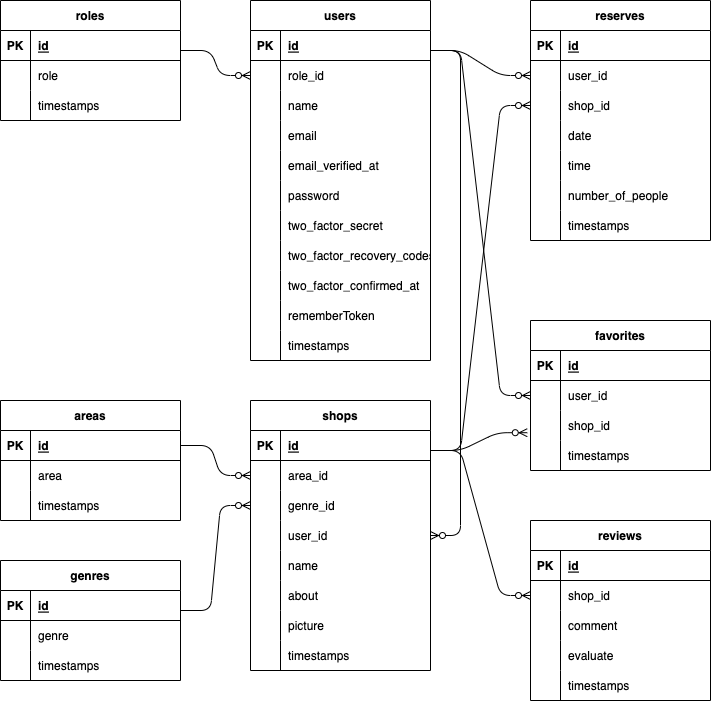 roles
PK id
role
timestamps
users
PK id
role_id
name
email
email_verified_at
password
two_factor_secret
two_factor_recovery_codes
two_factor_confirmed_at
rememberToken
timestamps
reserves
PK id
user_id
shop_id
date
time
number_of_people
timestamps
favorites
PK id
user_id
shop_id
timestamps
areas
PK id
area
timestamps
shops
PK id
area_id
genre_id
user_id
name
about
picture
timestamps
genres
PK id
genre
timestamps
reviews
PK id
shop_id
comment
evaluate
timestamps